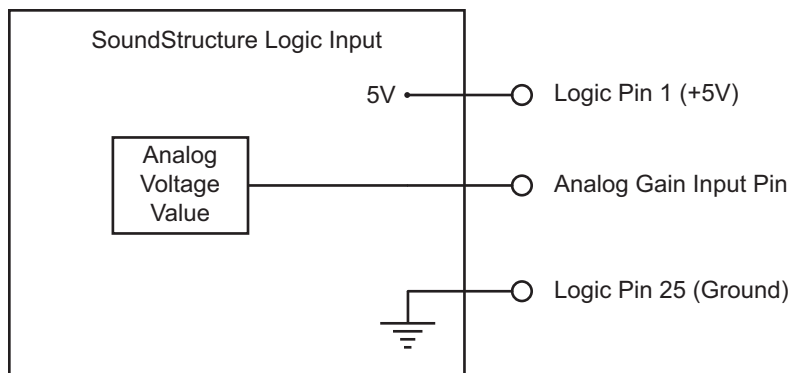 SoundStructure Logic Input
5V
Logic Pin 1 (+5V)
Analog
Voltage
Value
Analog Gain Input Pin
Logic Pin 25 (Ground)